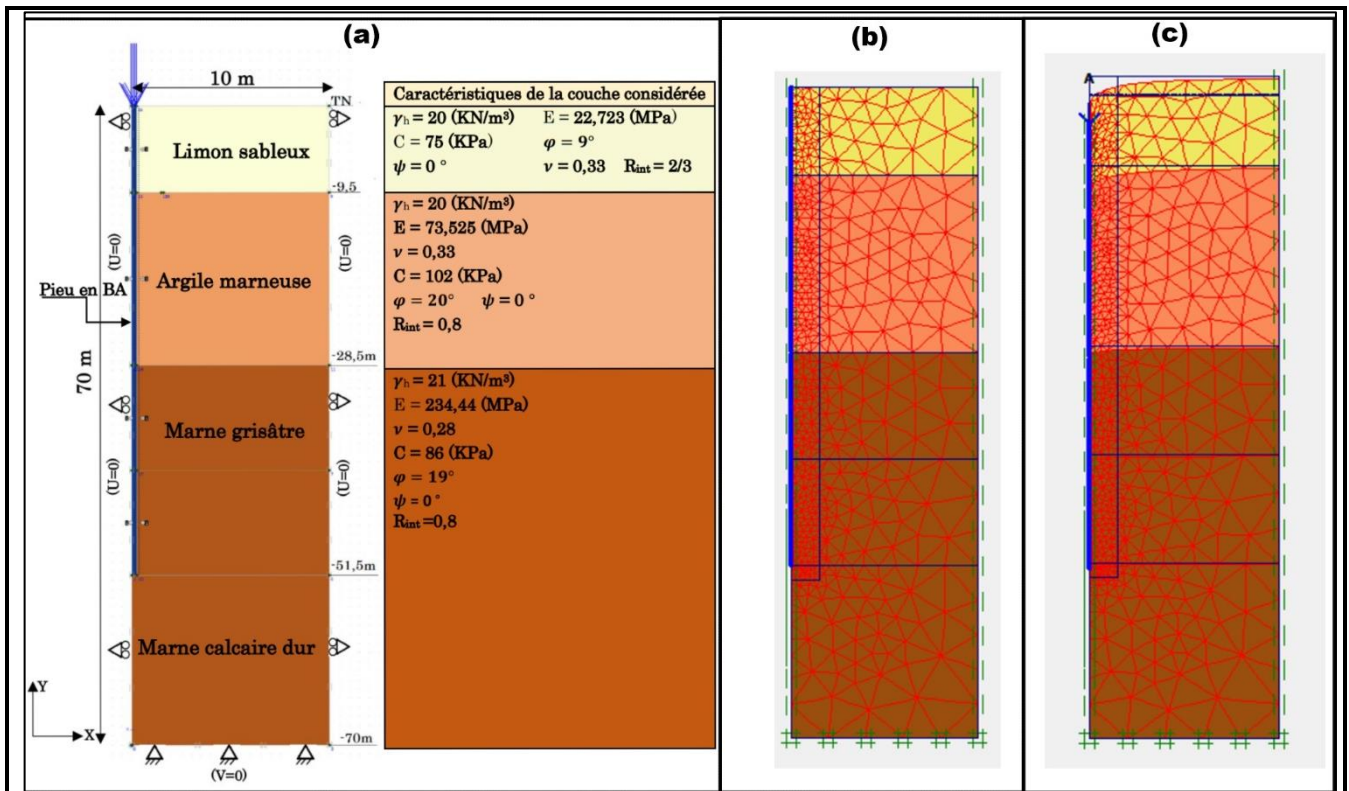 (a)
(b)
(c)
10 m
TN
Limon sableux
-9,5
(U=0)
(U=0)
Argile marneuse
Pieu en BA
70 m
-28,5m
Marne grisâtre
(U=0)
(U=0)
-51,5m
Marne calcaire dur
Y
X
-70m
(V=0)
Caractéristiques de la couche considérée
γh = 20 (KN/m³) E = 22,723 (MPa)
C = 75 (KPa) φ = 9°
ψ = 0 ° ν = 0,33 Rint = 2/3
γh = 20 (KN/m³)
E = 73,525 (MPa)
ν = 0,33
C = 102 (KPa)
φ = 20° ψ = 0 °
Rint = 0,8
γh = 21 (KN/m³)
E = 234,44 (MPa)
ν = 0,28
C = 86 (KPa)
φ = 19°
ψ = 0 °
Rint =0,8
A